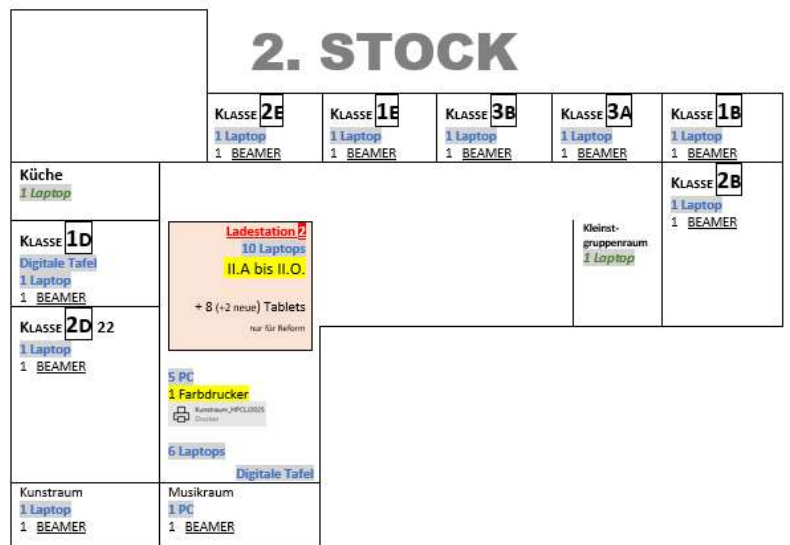 2. STOCK
KLASSE 2E
1 Laptop
1 BEAMER
KLASSE 1E
1 Laptop
1 BEAMER
KLASSE 3B
1 Laptop
1 BEAMER
KLASSE 3A
1 Laptop
1 BEAMER
KLASSE 1B
1 Laptop
1 BEAMER
Küche
1 Laptop
KLASSE 2B
1 Laptop
1 BEAMER
KLASSE 1D
Digitale Tafel
1 Laptop
1 BEAMER
Ladestation 2
10 Laptops
II.A bis II.O.
+ 8 (+2 neue) Tablets
nur für Reform
Kleinst-
gruppenraum
1 Laptop
KLASSE 2D 22
1 Laptop
1 BEAMER
5 PC
1 Farbdrucker
Kunstraum_HPCLJ2025
Drucker
6 Laptops
Digitale Tafel
Kunstraum
1 Laptop
1 BEAMER
Musikraum
1 PC
1 BEAMER